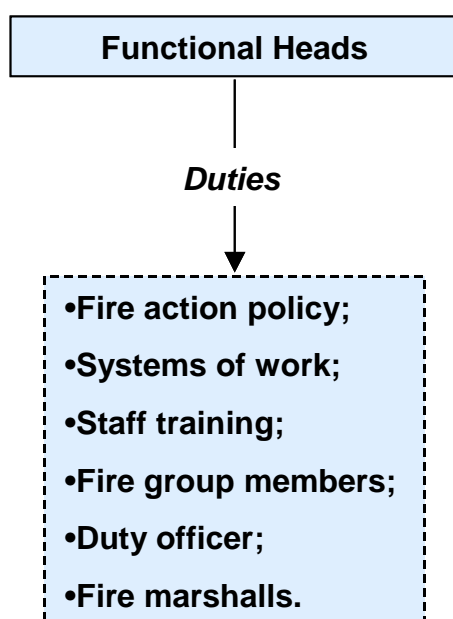 Functional Heads
Duties
•Fire action policy;
•Systems of work;
•Staff training;
•Fire group members;
•Duty officer;
•Fire marshalls.